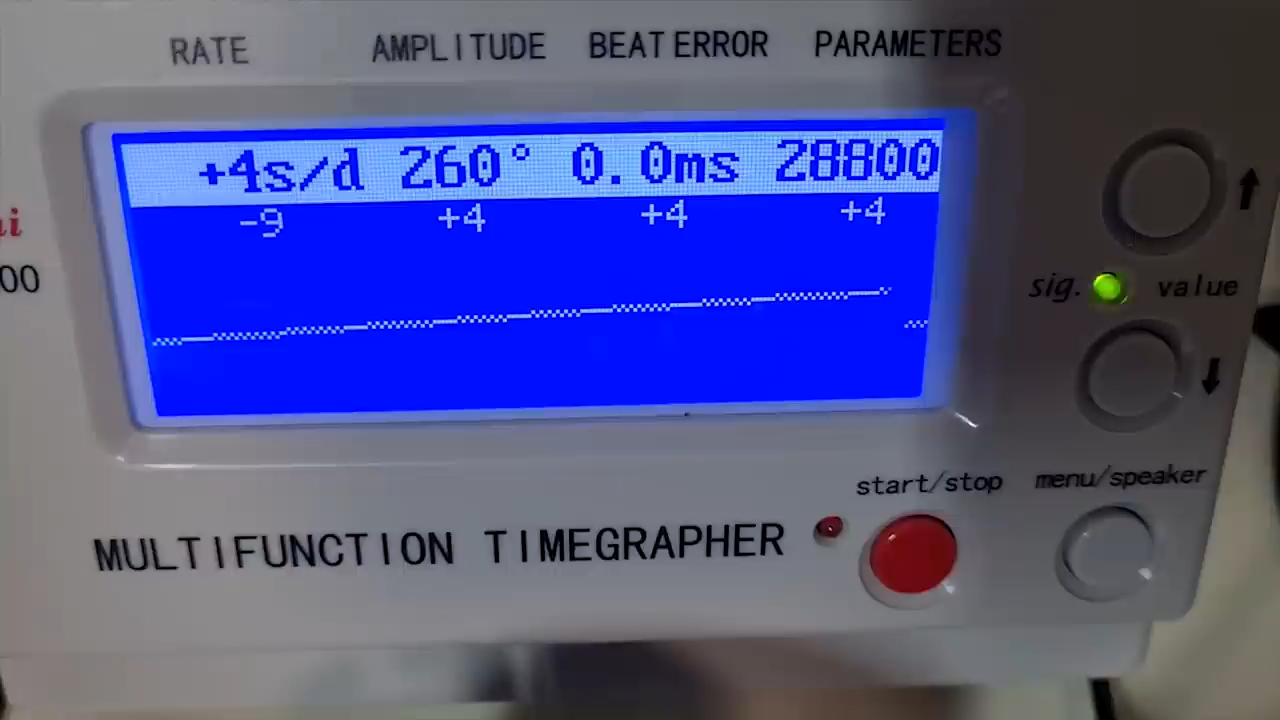 RATE AMPLITUDE BEAT ERROR PARAMETERS
+4s/d 260° 0.0ms 28800
-9 +4 +4 +4
sig. value
00
start/stop menu/speaker
MULTIFUNCTION TIMEGRAPHER